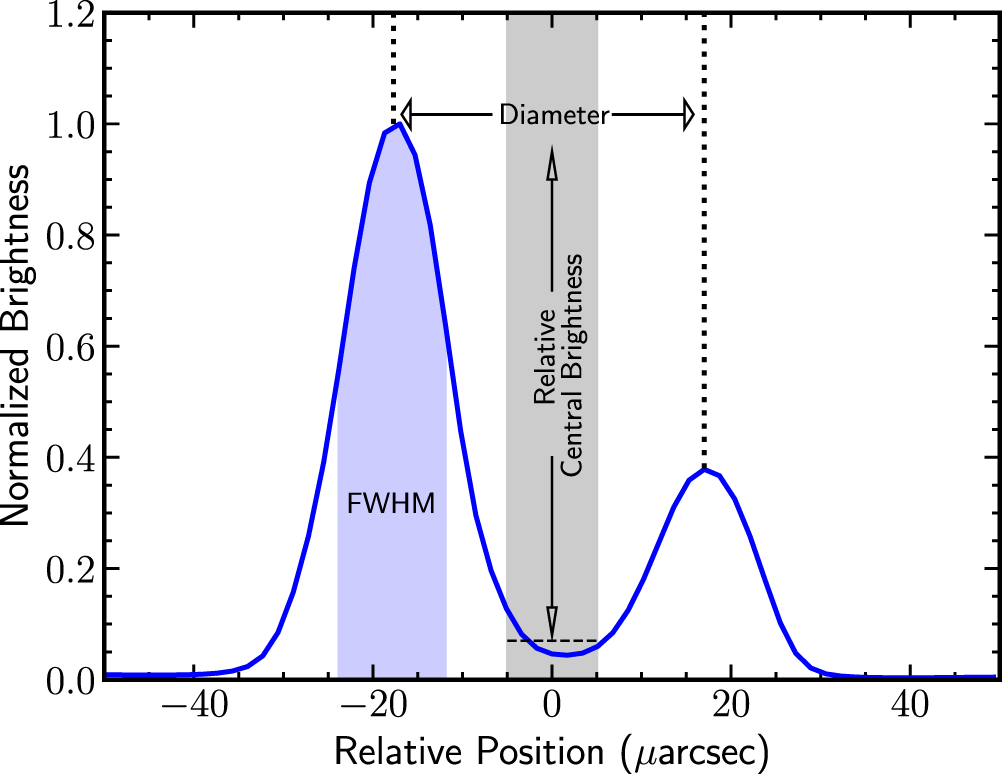 1.2
1.0
0.8
0.6
0.4
0.2
0.0
Normalized Brightness
Diameter
Relative
Central Brightness
FWHM
−40
−20
0
20
40
Relative Position (μarcsec)